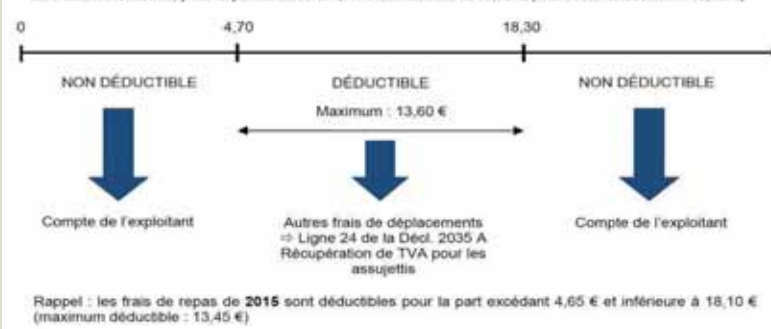 0 4,70 18,30
NON DÉDUCTIBLE DÉDUCTIBLE NON DÉDUCTIBLE
Maximum : 13,60 €
Compte de l'exploitant Autres frais de déplacements Compte de l'exploitant
⇨ Ligne 24 de la Décl. 2035 A
Récupération de TVA pour les
assujettis
Rappel : les frais de repas de 2015 sont déductibles pour la part excédant 4,65 € et inférieure à 18,10 €
(maximum déductible : 13,45 €)